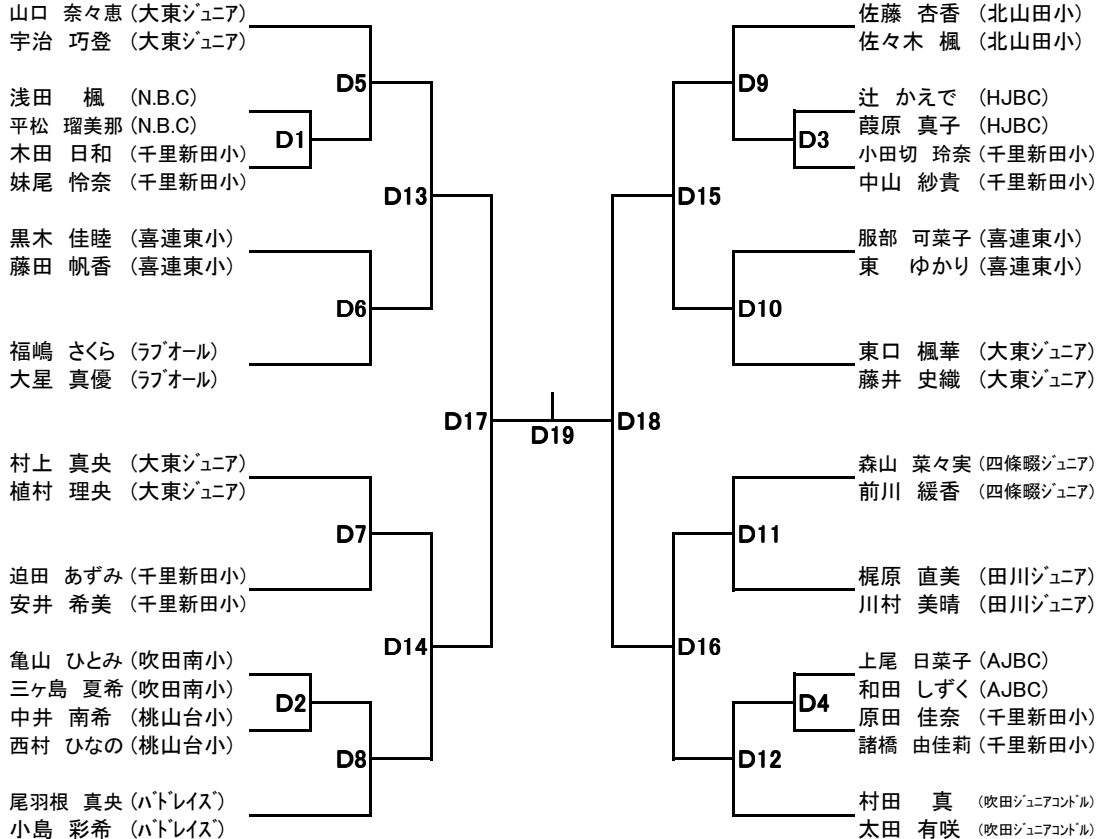 山口 奈々恵 (大東ｼﾞｭﾆｱ)
宇治 巧登 (大東ｼﾞｭﾆｱ)
D5
浅田 楓 (N.B.C)
平松 瑠美那 (N.B.C)
D1
木田 日和 (千里新田小)
妹尾 怜奈 (千里新田小)
D13
黒木 佳睦 (喜連東小)
藤田 帆香 (喜連東小)
D6
福嶋 さくら (ﾗﾌﾞｵｰﾙ)
大星 真優 (ﾗﾌﾞｵｰﾙ)
D17
村上 真央 (大東ｼﾞｭﾆｱ)
植村 理央 (大東ｼﾞｭﾆｱ)
D7
迫田 あずみ (千里新田小)
安井 希美 (千里新田小)
D14
亀山 ひとみ (吹田南小)
三ヶ島 夏希 (吹田南小)
D2
中井 南希 (桃山台小)
西村 ひなの (桃山台小)
D8
尾羽根 真央 (ﾊﾞﾄﾞﾚｲｽﾞ)
小島 彩希 (ﾊﾞﾄﾞﾚｲｽﾞ)
D19
佐藤 杏香 (北山田小)
佐々木 楓 (北山田小)
D9
辻 かえで (HJBC)
葭原 真子 (HJBC)
D3
小田切 玲奈 (千里新田小)
中山 紗貴 (千里新田小)
D15
服部 可菜子 (喜連東小)
東 ゆかり (喜連東小)
D10
東口 楓華 (大東ｼﾞｭﾆｱ)
藤井 史織 (大東ｼﾞｭﾆｱ)
D18
森山 菜々実 (四條畷ｼﾞｭﾆｱ)
前川 緩香 (四條畷ｼﾞｭﾆｱ)
D11
梶原 直美 (田川ｼﾞｭﾆｱ)
川村 美晴 (田川ｼﾞｭﾆｱ)
D16
上尾 日菜子 (AJBC)
和田 しずく (AJBC)
D4
原田 佳奈 (千里新田小)
諸橋 由佳莉 (千里新田小)
D12
村田 真 (吹田ｼﾞｭﾆｱｺﾝﾄﾞﾙ)
太田 有咲 (吹田ｼﾞｭﾆｱｺﾝﾄﾞﾙ)